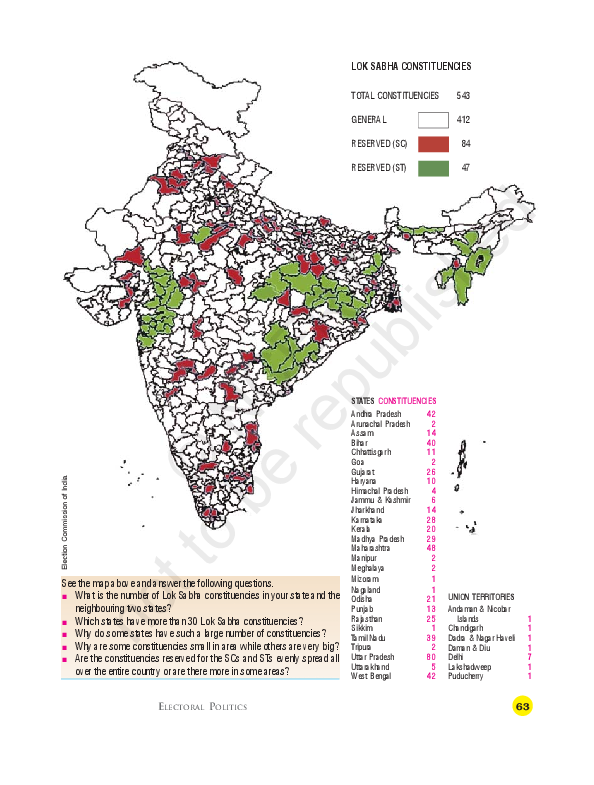 LOK SABHA CONSTITUENCIES
TOTAL CONSTITUENCIES 543
GENERAL 412
RESERVED (SC) 84
RESERVED (ST) 47
STATES CONSTITUENCIES
Andhra Pradesh 42
Arunachal Pradesh 2
Assam 14
Bihar 40
Chhattisgarh 11
Goa 2
Gujarat 26
Haryana 10
Himachal Pradesh 4
Jammu & Kashmir 6
Jharkhand 14
Karnataka 28
Kerala 20
Madhya Pradesh 29
Maharashtra 48
Manipur 2
Meghalaya 2
Mizoram 1
Nagaland 1
Odisha 21
Punjab 13
Rajasthan 25
Sikkim 1
Tamil Nadu 39
Tripura 2
Uttar Pradesh 80
Uttarakhand 5
West Bengal 42
UNION TERRITORIES
Andaman & Nicobar
Islands 1
Chandigarh 1
Dadra & Nagar Haveli 1
Daman & Diu 1
Delhi 7
Lakshadweep 1
Puducherry 1
Election Commission of India
See the map above and answer the following questions.
■ What is the number of Lok Sabha constituencies in your state and the
neighbouring two states?
■ Which states have more than 30 Lok Sabha constituencies?
■ Why do some states have such a large number of constituencies?
■ Why are some constituencies small in area while others are very big?
■ Are the constituencies reserved for the SCs and STs evenly spread all
over the entire country or are there more in some areas?
ELECTORAL POLITICS
63
to be republished